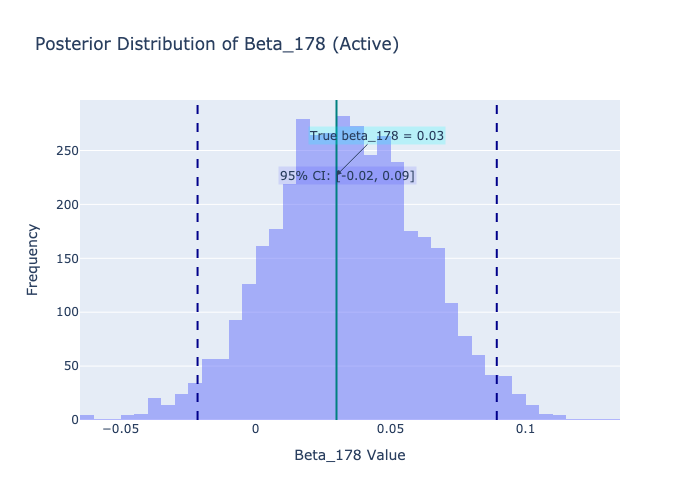 Posterior Distribution of Beta_178 (Active)
True beta_178 = 0.03
95% CI: [-0.02, 0.09]
250
200
150
100
50
0
Frequency
−0.05
0
0.05
0.1
Beta_178 Value